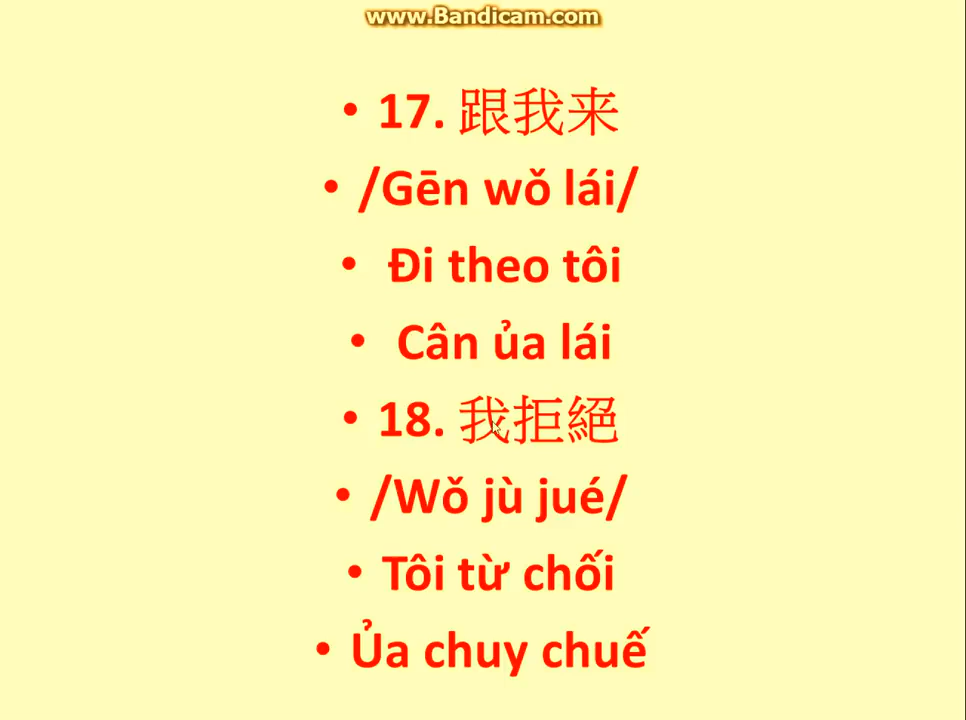 www.Bandicam.com
• 17. 跟我来
• /Gēn wǒ lái/
• Đi theo tôi
• Cân ủa lái
• 18. 我拒絕
• /Wǒ jù jué/
• Tôi từ chối
• Ủa chuy chuế